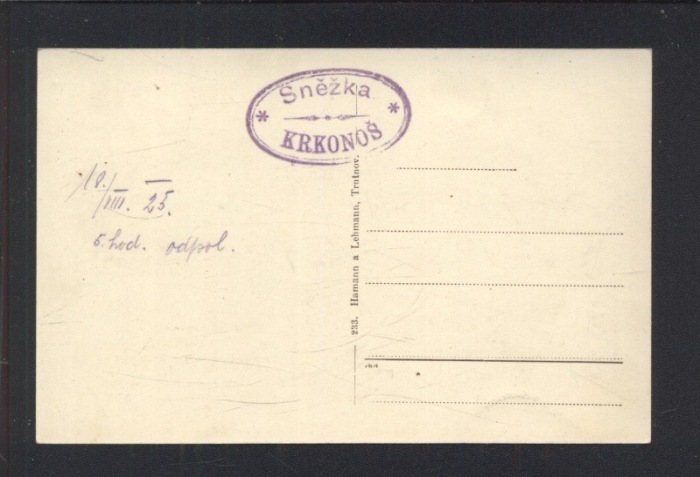 * Sněžka *
KRKONOŠ
10./VIII. 25.
5. hod. odpol.
233. Hamann a Lehmann, Trutnov.